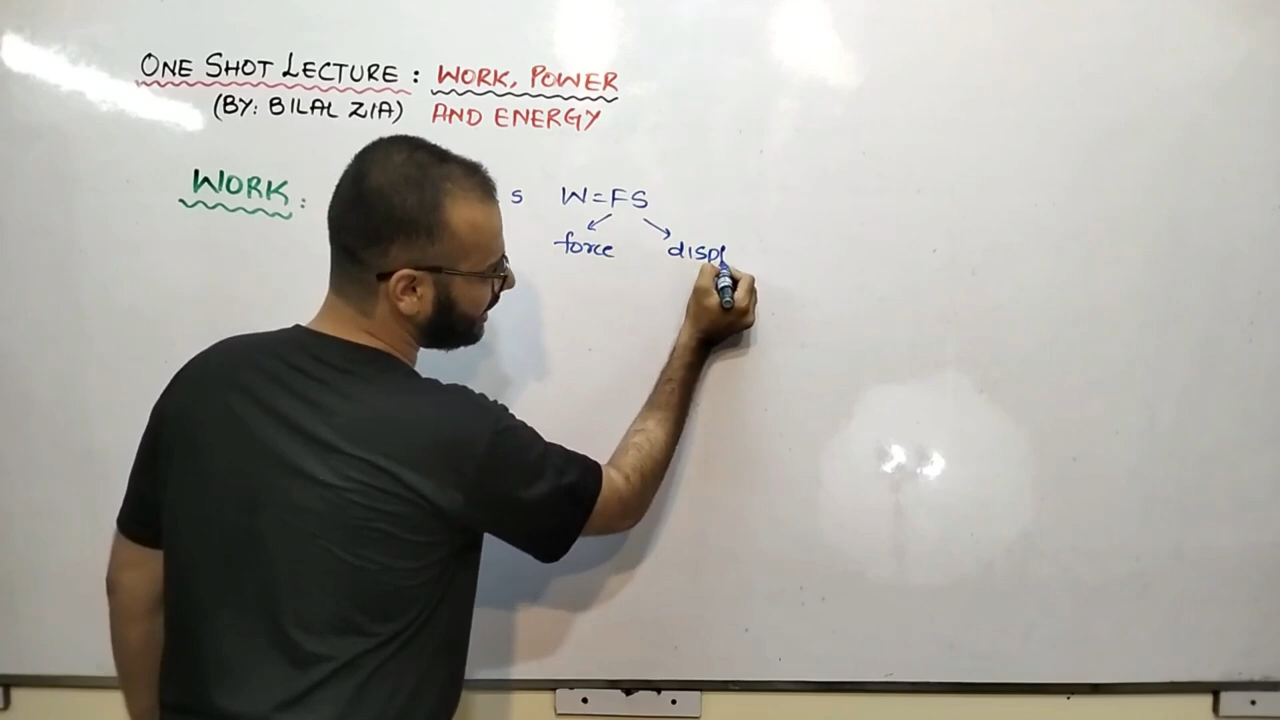 ONE SHOT LECTURE: WORK, POWER
(BY: BILAL ZIA) AND ENERGY
WORK: s W=FS
force displ